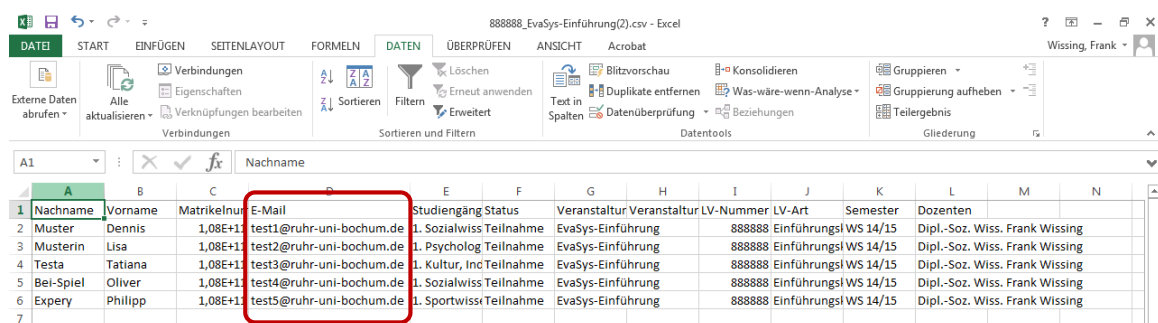 888888_EvaSys-Einführung(2).csv - Excel
DATEI START EINFÜGEN SEITENLAYOUT FORMELN DATEN ÜBERPRÜFEN ANSICHT Acrobat Wissing, Frank
Externe Daten abrufen
Alle aktualisieren
Verbindungen
Eigenschaften
Verknüpfungen bearbeiten
Verbindungen
Sortieren
Filtern
Löschen
Erneut anwenden
Erweitert
Sortieren und Filtern
Text in Spalten
Blitzvorschau
Duplikate entfernen
Datenüberprüfung
Konsolidieren
Was-wäre-wenn-Analyse
Beziehungen
Datentools
Gruppieren
Gruppierung aufheben
Teilergebnis
Gliederung
A1 fx Nachname
A B C D E F G H I J K L M N
1 Nachname Vorname Matrikelnum E-Mail Studiengäng Status Veranstaltur Veranstaltur LV-Nummer LV-Art Semester Dozenten
2 Muster Dennis 1,08E+11 test1@ruhr-uni-bochum.de 1. Sozialwiss Teilnahme EvaSys-Einführung 888888 Einführungsl WS 14/15 Dipl.-Soz. Wiss. Frank Wissing
3 Musterin Lisa 1,08E+11 test2@ruhr-uni-bochum.de 1. Psycholog Teilnahme EvaSys-Einführung 888888 Einführungsl WS 14/15 Dipl.-Soz. Wiss. Frank Wissing
4 Testa Tatiana 1,08E+11 test3@ruhr-uni-bochum.de 1. Kultur, Ind Teilnahme EvaSys-Einführung 888888 Einführungsl WS 14/15 Dipl.-Soz. Wiss. Frank Wissing
5 Bei-Spiel Oliver 1,08E+11 test4@ruhr-uni-bochum.de 1. Sozialwiss Teilnahme EvaSys-Einführung 888888 Einführungsl WS 14/15 Dipl.-Soz. Wiss. Frank Wissing
6 Expery Philipp 1,08E+11 test5@ruhr-uni-bochum.de 1. Sportwisse Teilnahme EvaSys-Einführung 888888 Einführungsl WS 14/15 Dipl.-Soz. Wiss. Frank Wissing
7